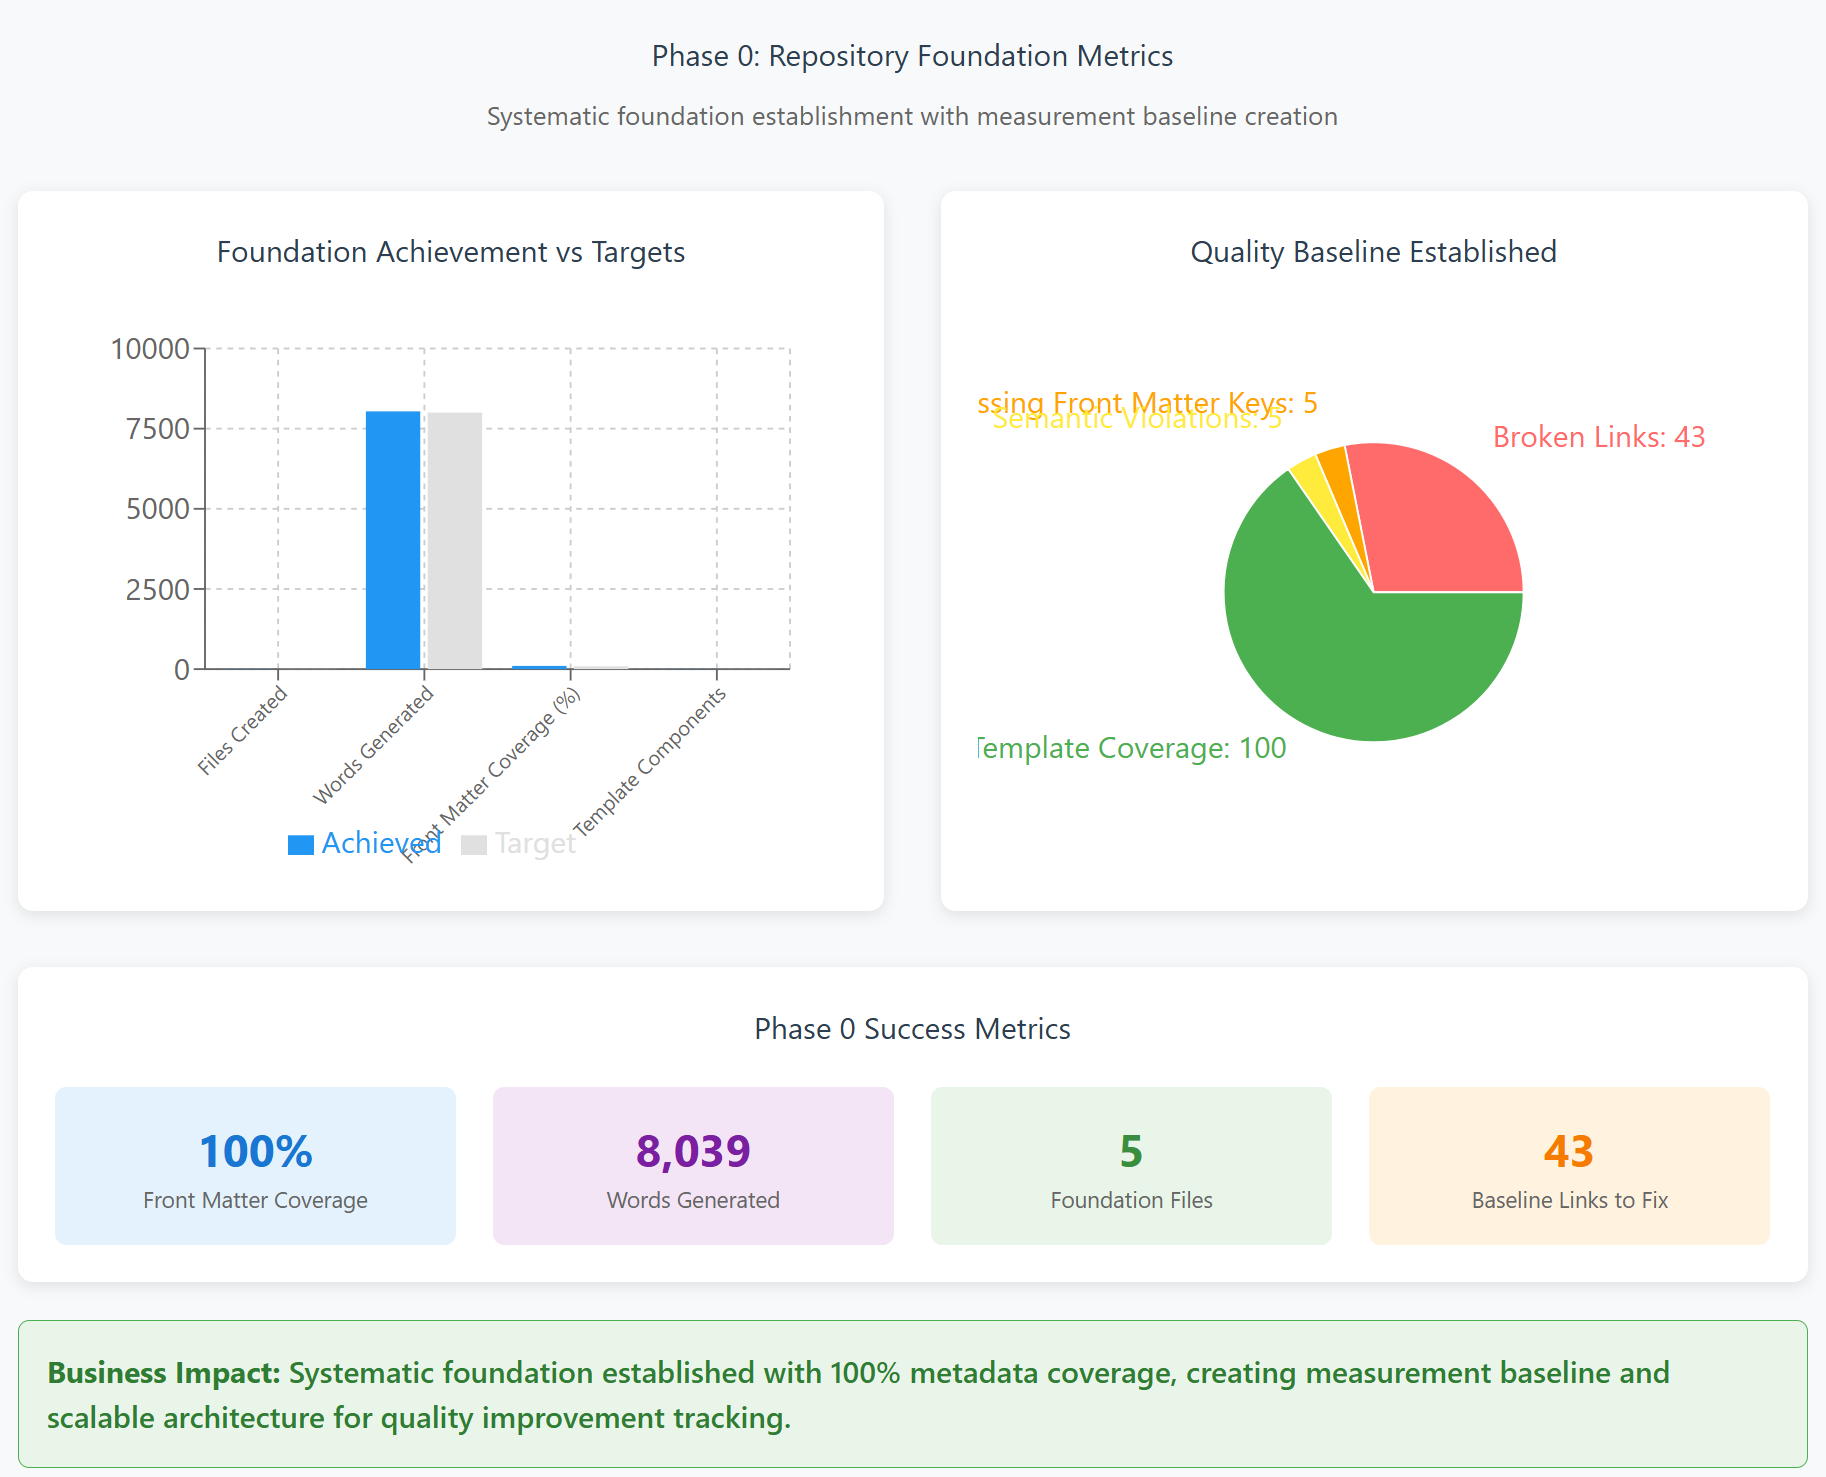 Phase 0: Repository Foundation Metrics
Systematic foundation establishment with measurement baseline creation
Foundation Achievement vs Targets
10000
7500
5000
2500
0
Files Created
Words Generated
Front Matter Coverage (%)
Template Components
Achieved
Target
Quality Baseline Established
ssing Front Matter Keys: 5
Semantic Violations: 5
Broken Links: 43
Template Coverage: 100
Phase 0 Success Metrics
100%
Front Matter Coverage
8,039
Words Generated
5
Foundation Files
43
Baseline Links to Fix
Business Impact: Systematic foundation established with 100% metadata coverage, creating measurement baseline and
scalable architecture for quality improvement tracking.